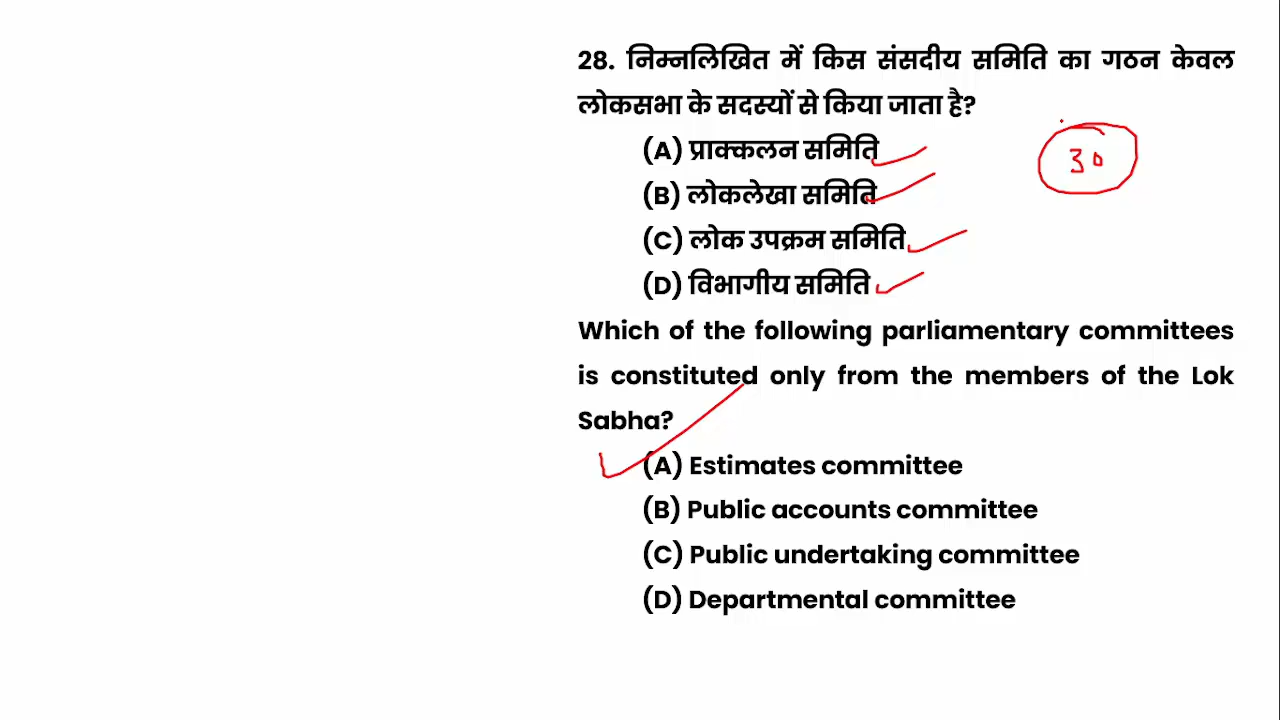 28. निम्नलिखित में किस संसदीय समिति का गठन केवल
लोकसभा के सदस्यों से किया जाता है?
(A) प्राक्कलन समिति
30
(B) लोकलेखा समिति
(C) लोक उपक्रम समिति
(D) विभागीय समिति
Which of the following parliamentary committees
is constituted only from the members of the Lok
Sabha?
(A) Estimates committee
(B) Public accounts committee
(C) Public undertaking committee
(D) Departmental committee